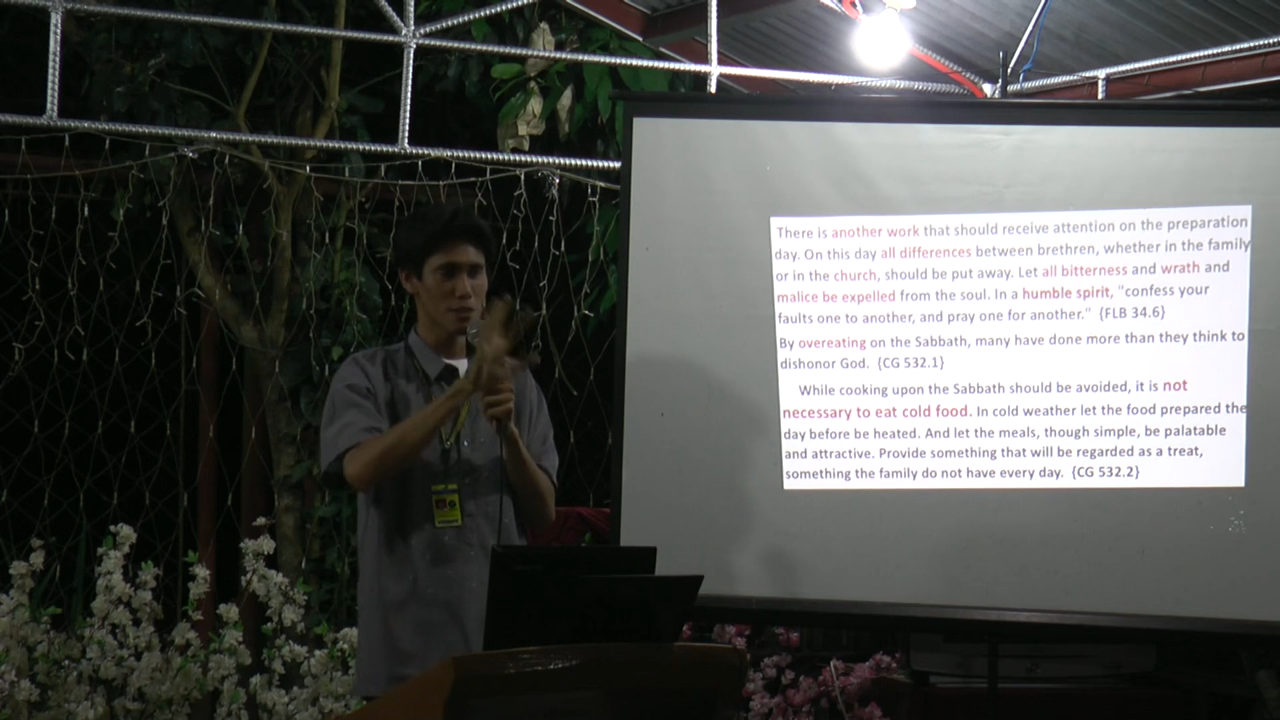 There is another work that should receive attention on the preparation
day. On this day all differences between brethren, whether in the family
or in the church, should be put away. Let all bitterness and wrath and
malice be expelled from the soul. In a humble spirit, "confess your
faults one to another, and pray one for another." {FLB 34.6}
By overeating on the Sabbath, many have done more than they think to
dishonor God. {CG 532.1}
While cooking upon the Sabbath should be avoided, it is not
necessary to eat cold food. In cold weather let the food prepared the
day before be heated. And let the meals, though simple, be palatable
and attractive. Provide something that will be regarded as a treat,
something the family do not have every day. {CG 532.2}